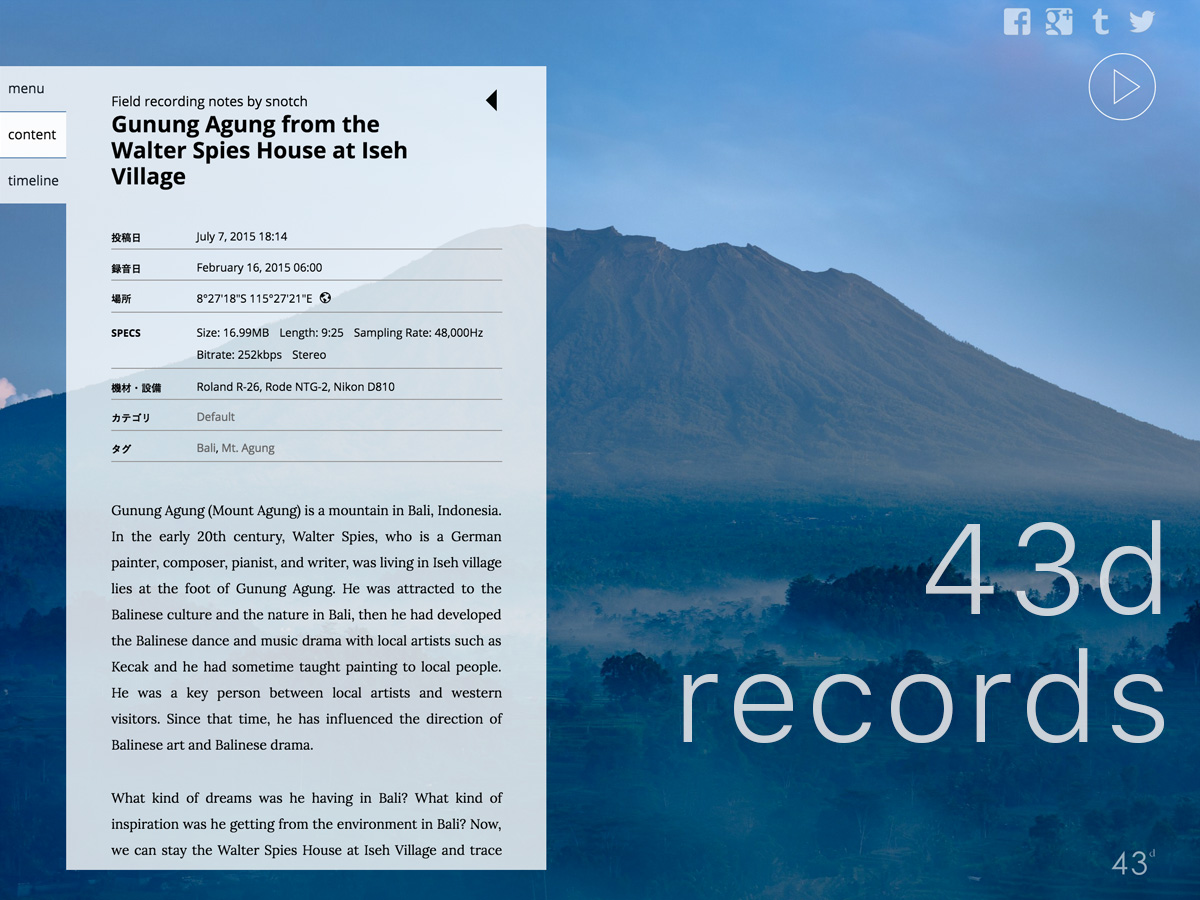 menu
content
timeline
Field recording notes by snotch
Gunung Agung from the
Walter Spies House at Iseh
Village
投稿日 July 7, 2015 18:14
録音日 February 16, 2015 06:00
場所 8°27'18"S 115°27'21"E
SPECS Size: 16.99MB Length: 9:25 Sampling Rate: 48,000Hz
Bitrate: 252kbps Stereo
機材・設備 Roland R-26, Rode NTG-2, Nikon D810
カテゴリ Default
タグ Bali, Mt. Agung
Gunung Agung (Mount Agung) is a mountain in Bali, Indonesia.
In the early 20th century, Walter Spies, who is a German
painter, composer, pianist, and writer, was living in Iseh village
lies at the foot of Gunung Agung. He was attracted to the
Balinese culture and the nature in Bali, then he had developed
the Balinese dance and music drama with local artists such as
Kecak and he had sometime taught painting to local people.
He was a key person between local artists and western
visitors. Since that time, he has influenced the direction of
Balinese art and Balinese drama.
What kind of dreams was he having in Bali? What kind of
inspiration was he getting from the environment in Bali? Now,
we can stay the Walter Spies House at Iseh Village and trace
43d
records
43d